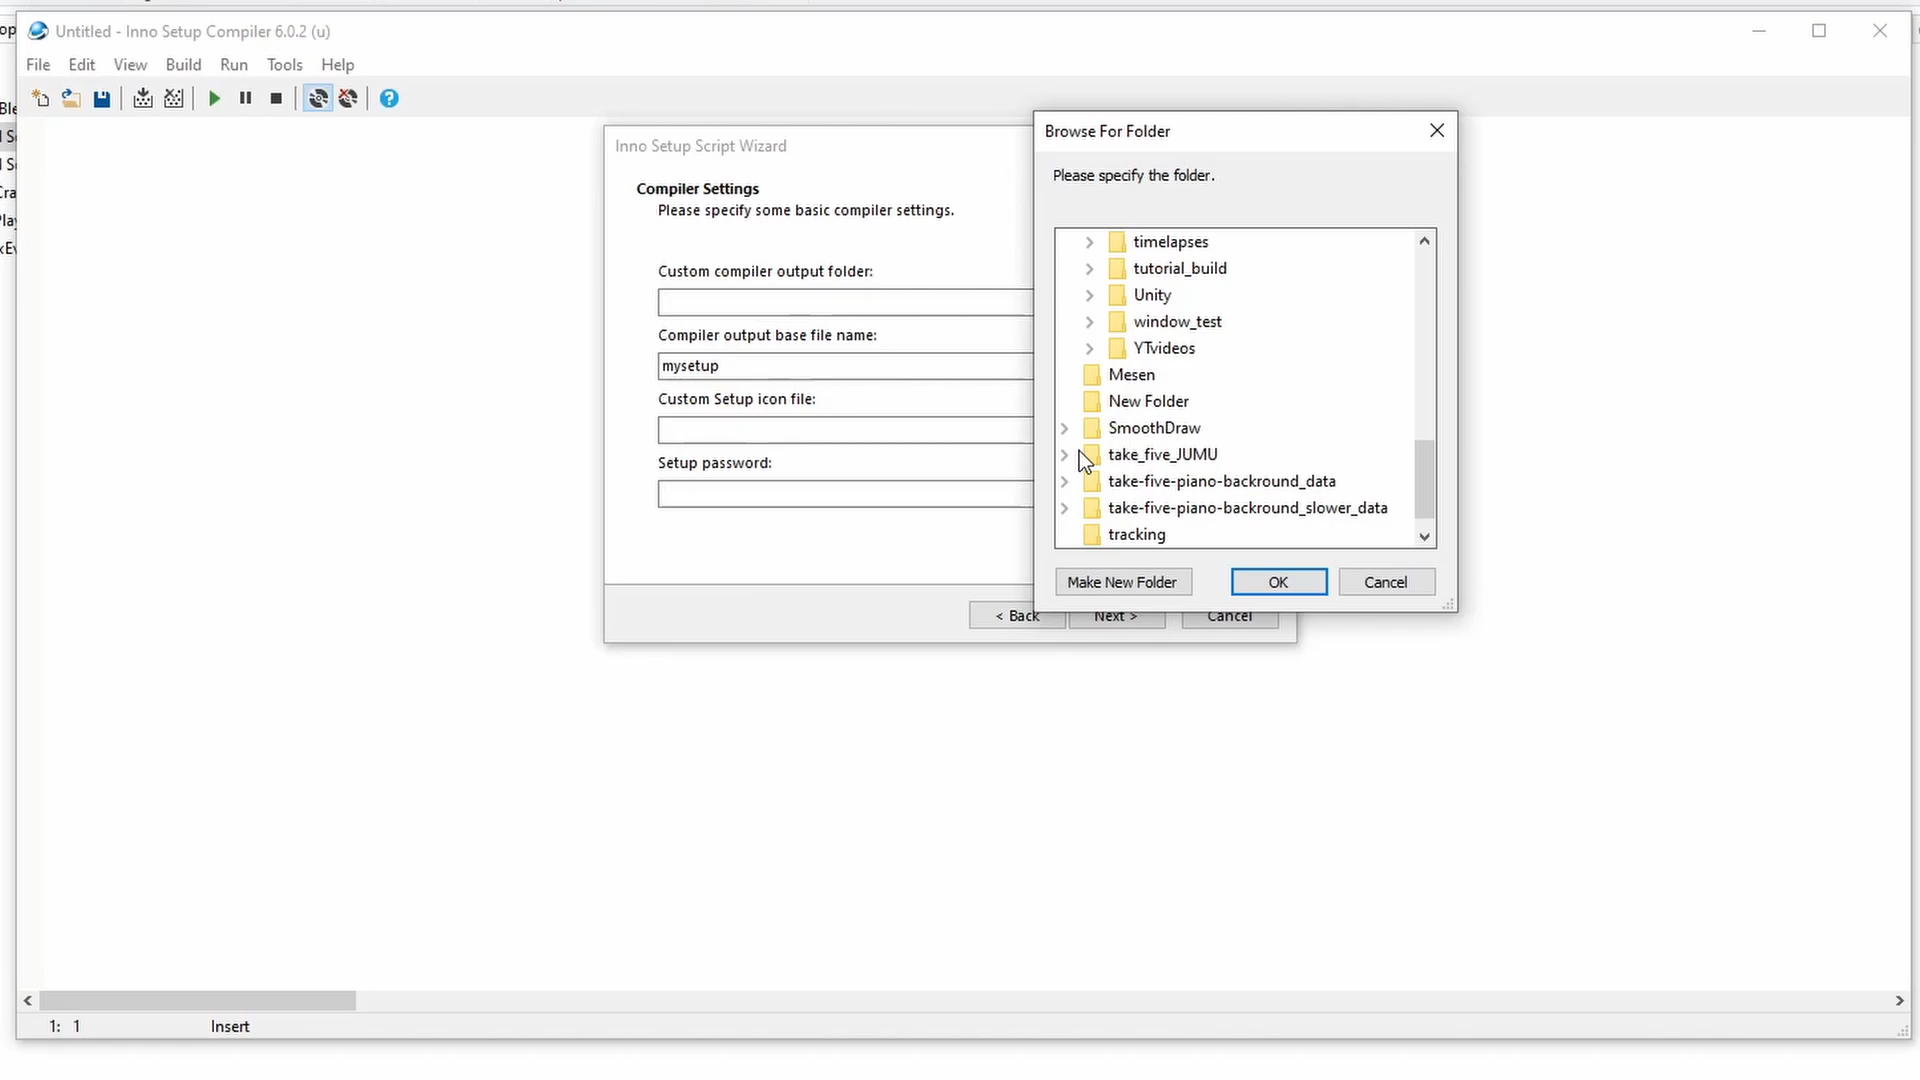 Untitled - Inno Setup Compiler 6.0.2 (u)
File Edit View Build Run Tools Help
Inno Setup Script Wizard
Compiler Settings
Please specify some basic compiler settings.
Custom compiler output folder:
Compiler output base file name:
mysetup
Custom Setup icon file:
Setup password:
< Back Next > Cancel
Browse For Folder
Please specify the folder.
timelapses
tutorial_build
Unity
window_test
YTvideos
Mesen
New Folder
SmoothDraw
take_five_JUMU
take-five-piano-backround_data
take-five-piano-backround_slower_data
tracking
Make New Folder OK Cancel
1: 1 Insert